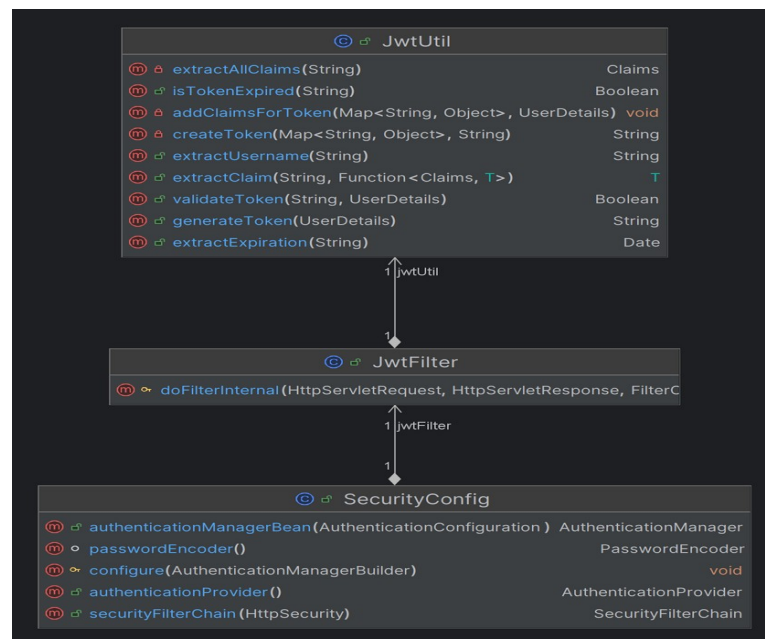 JwtUtil
extractAllClaims(String) Claims
isTokenExpired(String) Boolean
addClaimsForToken(Map<String, Object>, UserDetails) void
createToken(Map<String, Object>, String) String
extractUsername(String) String
extractClaim(String, Function<Claims, T>) T
validateToken(String, UserDetails) Boolean
generateToken(UserDetails) String
extractExpiration(String) Date
1 jwtUtil
1
JwtFilter
doFilterInternal(HttpServletRequest, HttpServletResponse, FilterC
1 jwtFilter
1
SecurityConfig
authenticationManagerBean(AuthenticationConfiguration) AuthenticationManager
passwordEncoder() PasswordEncoder
configure(AuthenticationManagerBuilder) void
authenticationProvider() AuthenticationProvider
securityFilterChain(HttpSecurity) SecurityFilterChain